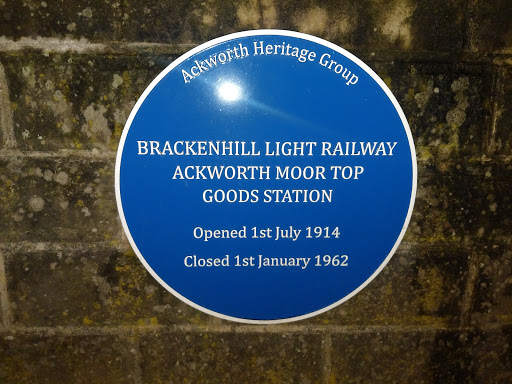 Ackworth Heritage Group
BRACKENHILL LIGHT RAILWAY
ACKWORTH MOOR TOP
GOODS STATION
Opened 1st July 1914
Closed 1st January 1962